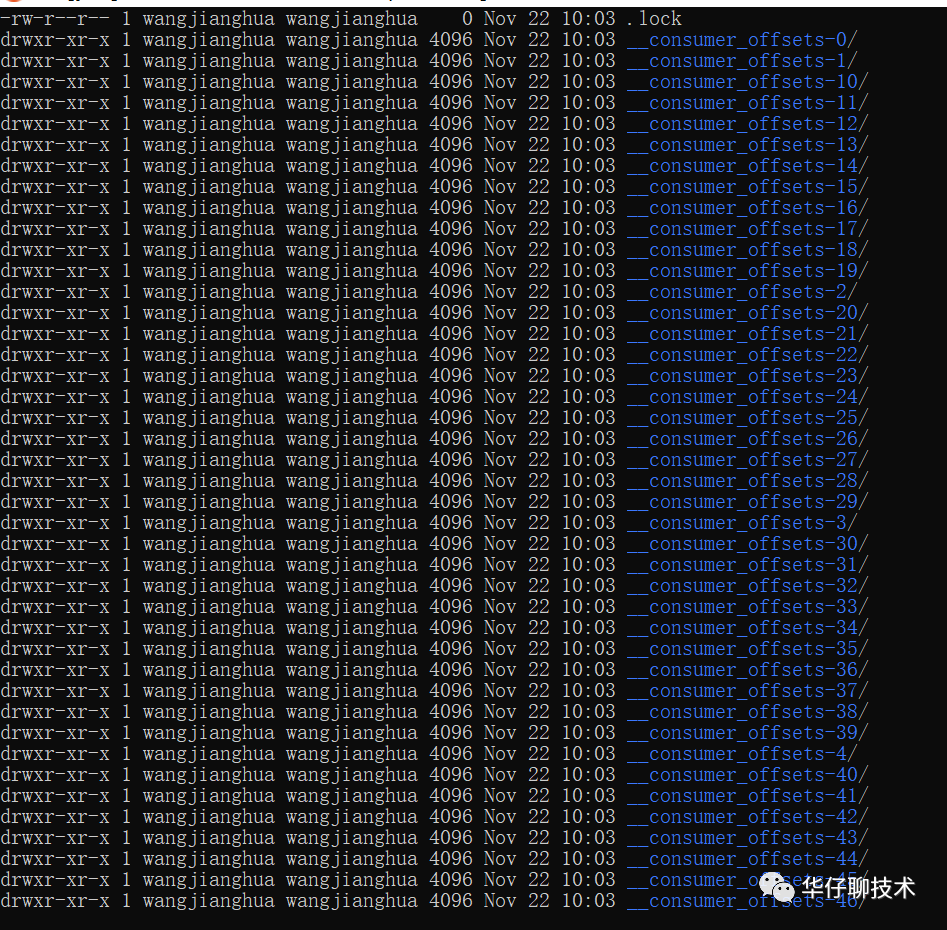 -rw-r--r-- 1 wangjianghua wangjianghua    0 Nov 22 10:03 .lock
drwxr-xr-x 1 wangjianghua wangjianghua 4096 Nov 22 10:03 __consumer_offsets-0/
drwxr-xr-x 1 wangjianghua wangjianghua 4096 Nov 22 10:03 __consumer_offsets-1/
drwxr-xr-x 1 wangjianghua wangjianghua 4096 Nov 22 10:03 __consumer_offsets-10/
drwxr-xr-x 1 wangjianghua wangjianghua 4096 Nov 22 10:03 __consumer_offsets-11/
drwxr-xr-x 1 wangjianghua wangjianghua 4096 Nov 22 10:03 __consumer_offsets-12/
drwxr-xr-x 1 wangjianghua wangjianghua 4096 Nov 22 10:03 __consumer_offsets-13/
drwxr-xr-x 1 wangjianghua wangjianghua 4096 Nov 22 10:03 __consumer_offsets-14/
drwxr-xr-x 1 wangjianghua wangjianghua 4096 Nov 22 10:03 __consumer_offsets-15/
drwxr-xr-x 1 wangjianghua wangjianghua 4096 Nov 22 10:03 __consumer_offsets-16/
drwxr-xr-x 1 wangjianghua wangjianghua 4096 Nov 22 10:03 __consumer_offsets-17/
drwxr-xr-x 1 wangjianghua wangjianghua 4096 Nov 22 10:03 __consumer_offsets-18/
drwxr-xr-x 1 wangjianghua wangjianghua 4096 Nov 22 10:03 __consumer_offsets-19/
drwxr-xr-x 1 wangjianghua wangjianghua 4096 Nov 22 10:03 __consumer_offsets-2/
drwxr-xr-x 1 wangjianghua wangjianghua 4096 Nov 22 10:03 __consumer_offsets-20/
drwxr-xr-x 1 wangjianghua wangjianghua 4096 Nov 22 10:03 __consumer_offsets-21/
drwxr-xr-x 1 wangjianghua wangjianghua 4096 Nov 22 10:03 __consumer_offsets-22/
drwxr-xr-x 1 wangjianghua wangjianghua 4096 Nov 22 10:03 __consumer_offsets-23/
drwxr-xr-x 1 wangjianghua wangjianghua 4096 Nov 22 10:03 __consumer_offsets-24/
drwxr-xr-x 1 wangjianghua wangjianghua 4096 Nov 22 10:03 __consumer_offsets-25/
drwxr-xr-x 1 wangjianghua wangjianghua 4096 Nov 22 10:03 __consumer_offsets-26/
drwxr-xr-x 1 wangjianghua wangjianghua 4096 Nov 22 10:03 __consumer_offsets-27/
drwxr-xr-x 1 wangjianghua wangjianghua 4096 Nov 22 10:03 __consumer_offsets-28/
drwxr-xr-x 1 wangjianghua wangjianghua 4096 Nov 22 10:03 __consumer_offsets-29/
drwxr-xr-x 1 wangjianghua wangjianghua 4096 Nov 22 10:03 __consumer_offsets-3/
drwxr-xr-x 1 wangjianghua wangjianghua 4096 Nov 22 10:03 __consumer_offsets-30/
drwxr-xr-x 1 wangjianghua wangjianghua 4096 Nov 22 10:03 __consumer_offsets-31/
drwxr-xr-x 1 wangjianghua wangjianghua 4096 Nov 22 10:03 __consumer_offsets-32/
drwxr-xr-x 1 wangjianghua wangjianghua 4096 Nov 22 10:03 __consumer_offsets-33/
drwxr-xr-x 1 wangjianghua wangjianghua 4096 Nov 22 10:03 __consumer_offsets-34/
drwxr-xr-x 1 wangjianghua wangjianghua 4096 Nov 22 10:03 __consumer_offsets-35/
drwxr-xr-x 1 wangjianghua wangjianghua 4096 Nov 22 10:03 __consumer_offsets-36/
drwxr-xr-x 1 wangjianghua wangjianghua 4096 Nov 22 10:03 __consumer_offsets-37/
drwxr-xr-x 1 wangjianghua wangjianghua 4096 Nov 22 10:03 __consumer_offsets-38/
drwxr-xr-x 1 wangjianghua wangjianghua 4096 Nov 22 10:03 __consumer_offsets-39/
drwxr-xr-x 1 wangjianghua wangjianghua 4096 Nov 22 10:03 __consumer_offsets-4/
drwxr-xr-x 1 wangjianghua wangjianghua 4096 Nov 22 10:03 __consumer_offsets-40/
drwxr-xr-x 1 wangjianghua wangjianghua 4096 Nov 22 10:03 __consumer_offsets-41/
drwxr-xr-x 1 wangjianghua wangjianghua 4096 Nov 22 10:03 __consumer_offsets-42/
drwxr-xr-x 1 wangjianghua wangjianghua 4096 Nov 22 10:03 __consumer_offsets-43/
drwxr-xr-x 1 wangjianghua wangjianghua 4096 Nov 22 10:03 __consumer_offsets-44/
drwxr-xr-x 1 wangjianghua wangjianghua 4096 Nov 22 10:03 __consumer_offsets-45/
drwxr-xr-x 1 wangjianghua wangjianghua 4096 Nov 22 10:03 __consumer_offsets-46/
华仔聊技术